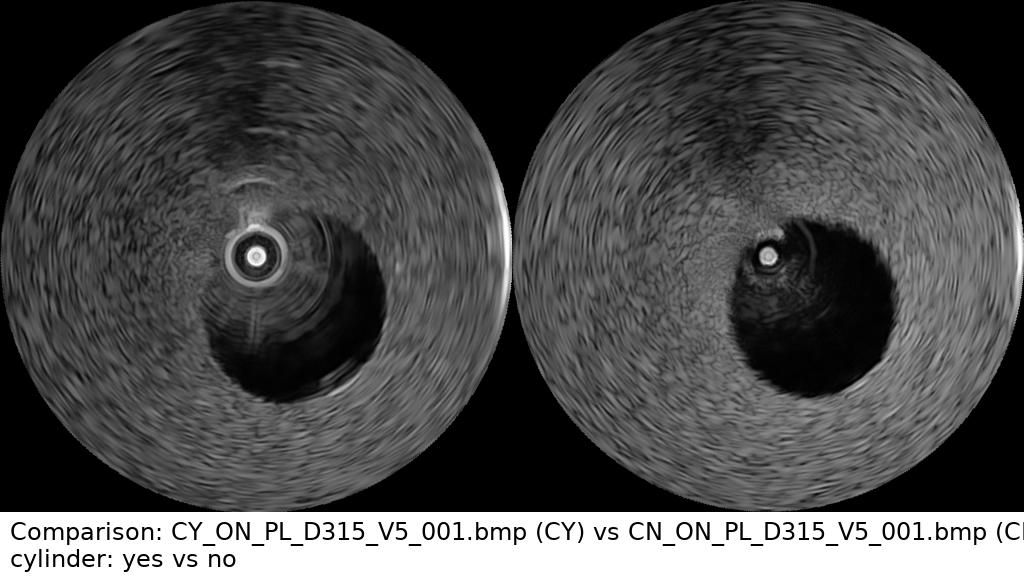 Comparison: CY_ON_PL_D315_V5_001.bmp (CY) vs CN_ON_PL_D315_V5_001.bmp (C
cylinder: yes vs no